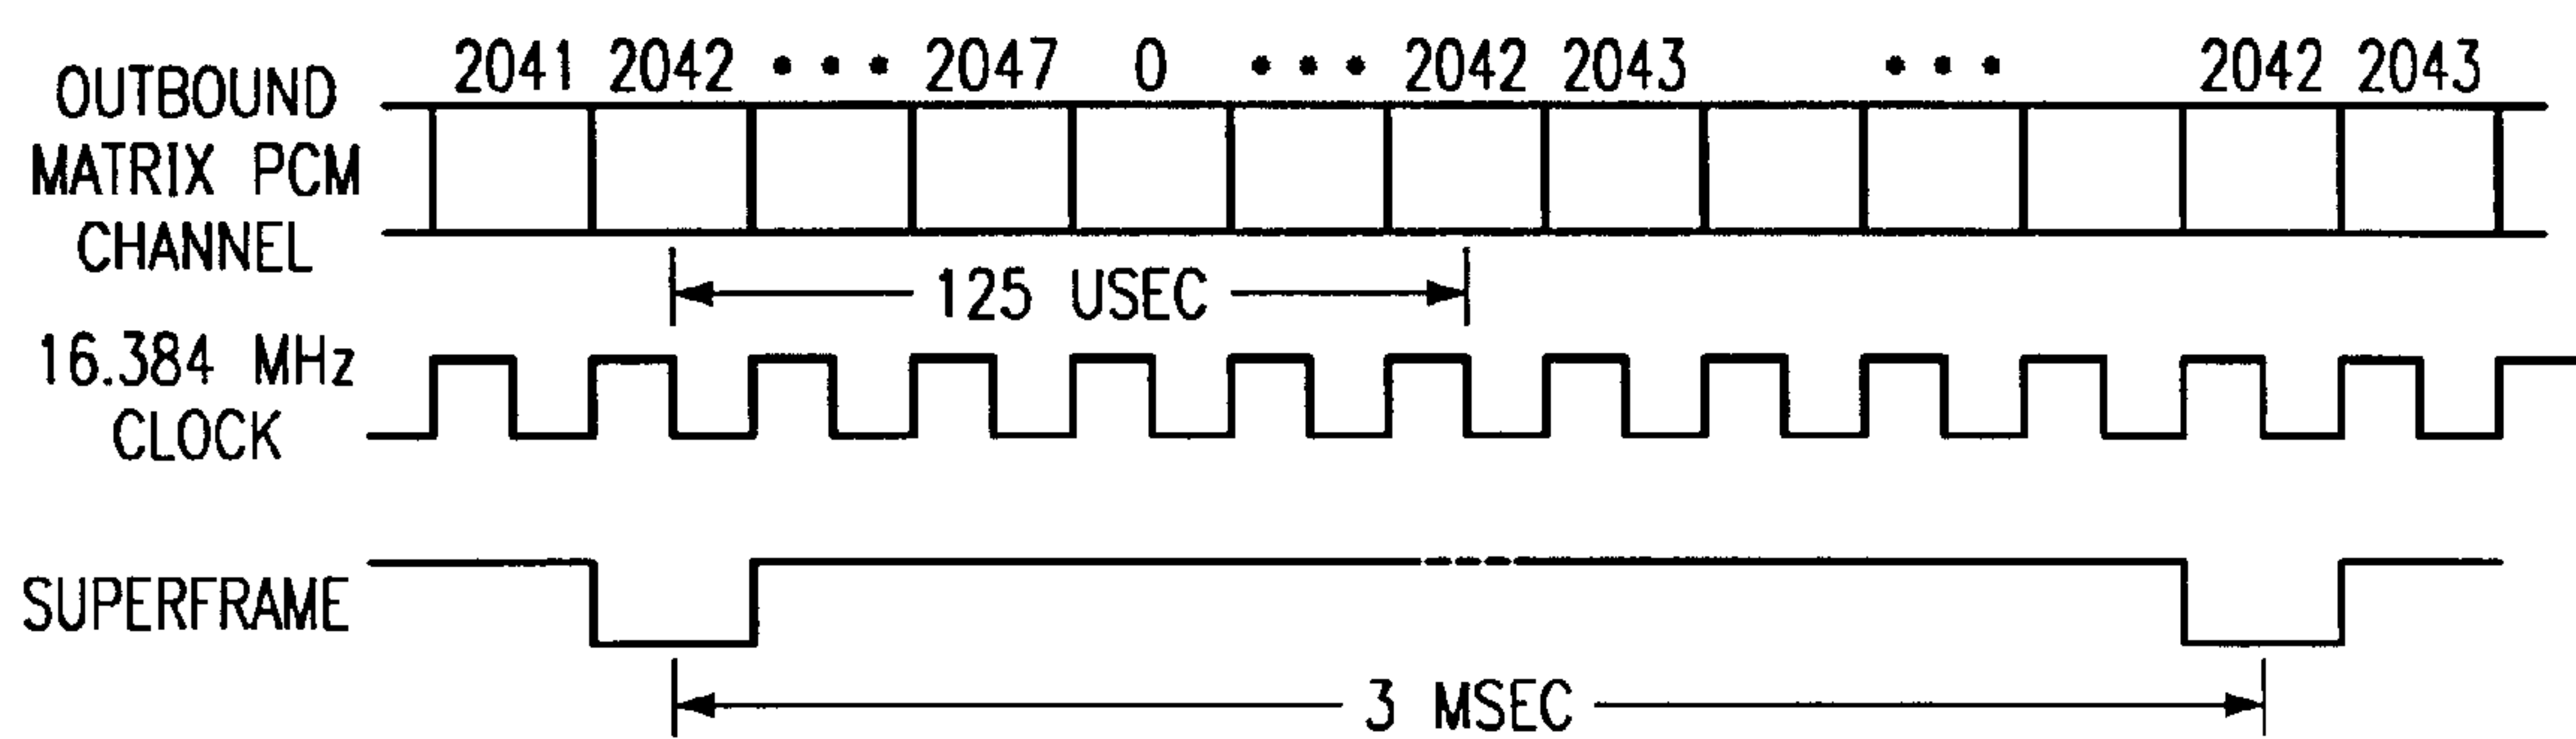 2041 2042 • • • 2047 0 • • • 2042 2043 • • • 2042 2043
OUTBOUND
MATRIX PCM
CHANNEL
125 USEC
16.384 MHz
CLOCK
SUPERFRAME
3 MSEC